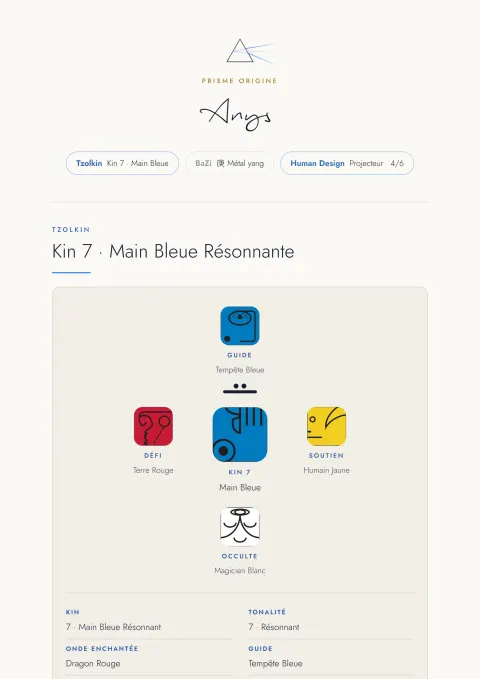 PRISME ORIGINE
Anys
Tzolkin Kin 7 · Main Bleue
BaZi 庚 Métal yang
Human Design Projecteur 4/6
TZOLKIN
Kin 7 · Main Bleue Résonnante
GUIDE
Tempête Bleue
DÉFI
Terre Rouge
KIN 7
Main Bleue
SOUTIEN
Humain Jaune
OCCULTE
Magicien Blanc
KIN
7 · Main Bleue Résonnant
TONALITÉ
7 · Résonnant
ONDE ENCHANTÉE
Dragon Rouge
GUIDE
Tempête Bleue